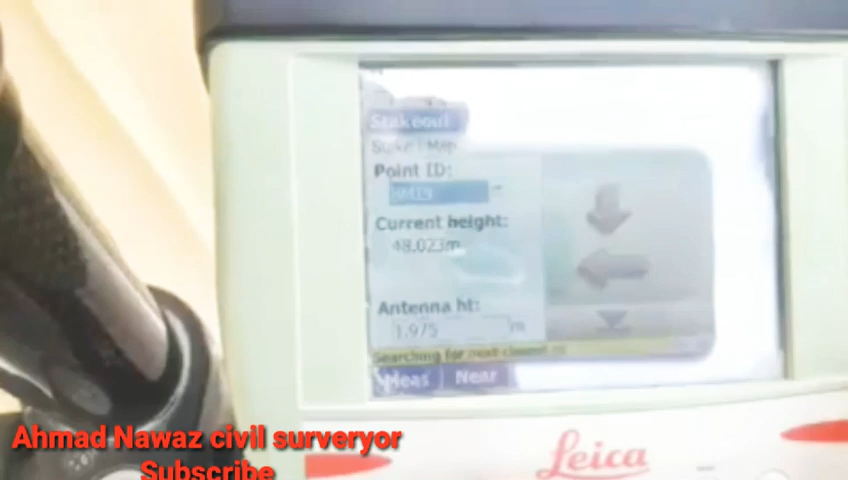 Stakeout
Stake | Map
Point ID:
Current height:
48.023m
Antenna ht:
1.975 m
Searching for next closest
Meas Near
Leica
Ahmad Nawaz civil surveryor
Subscribe